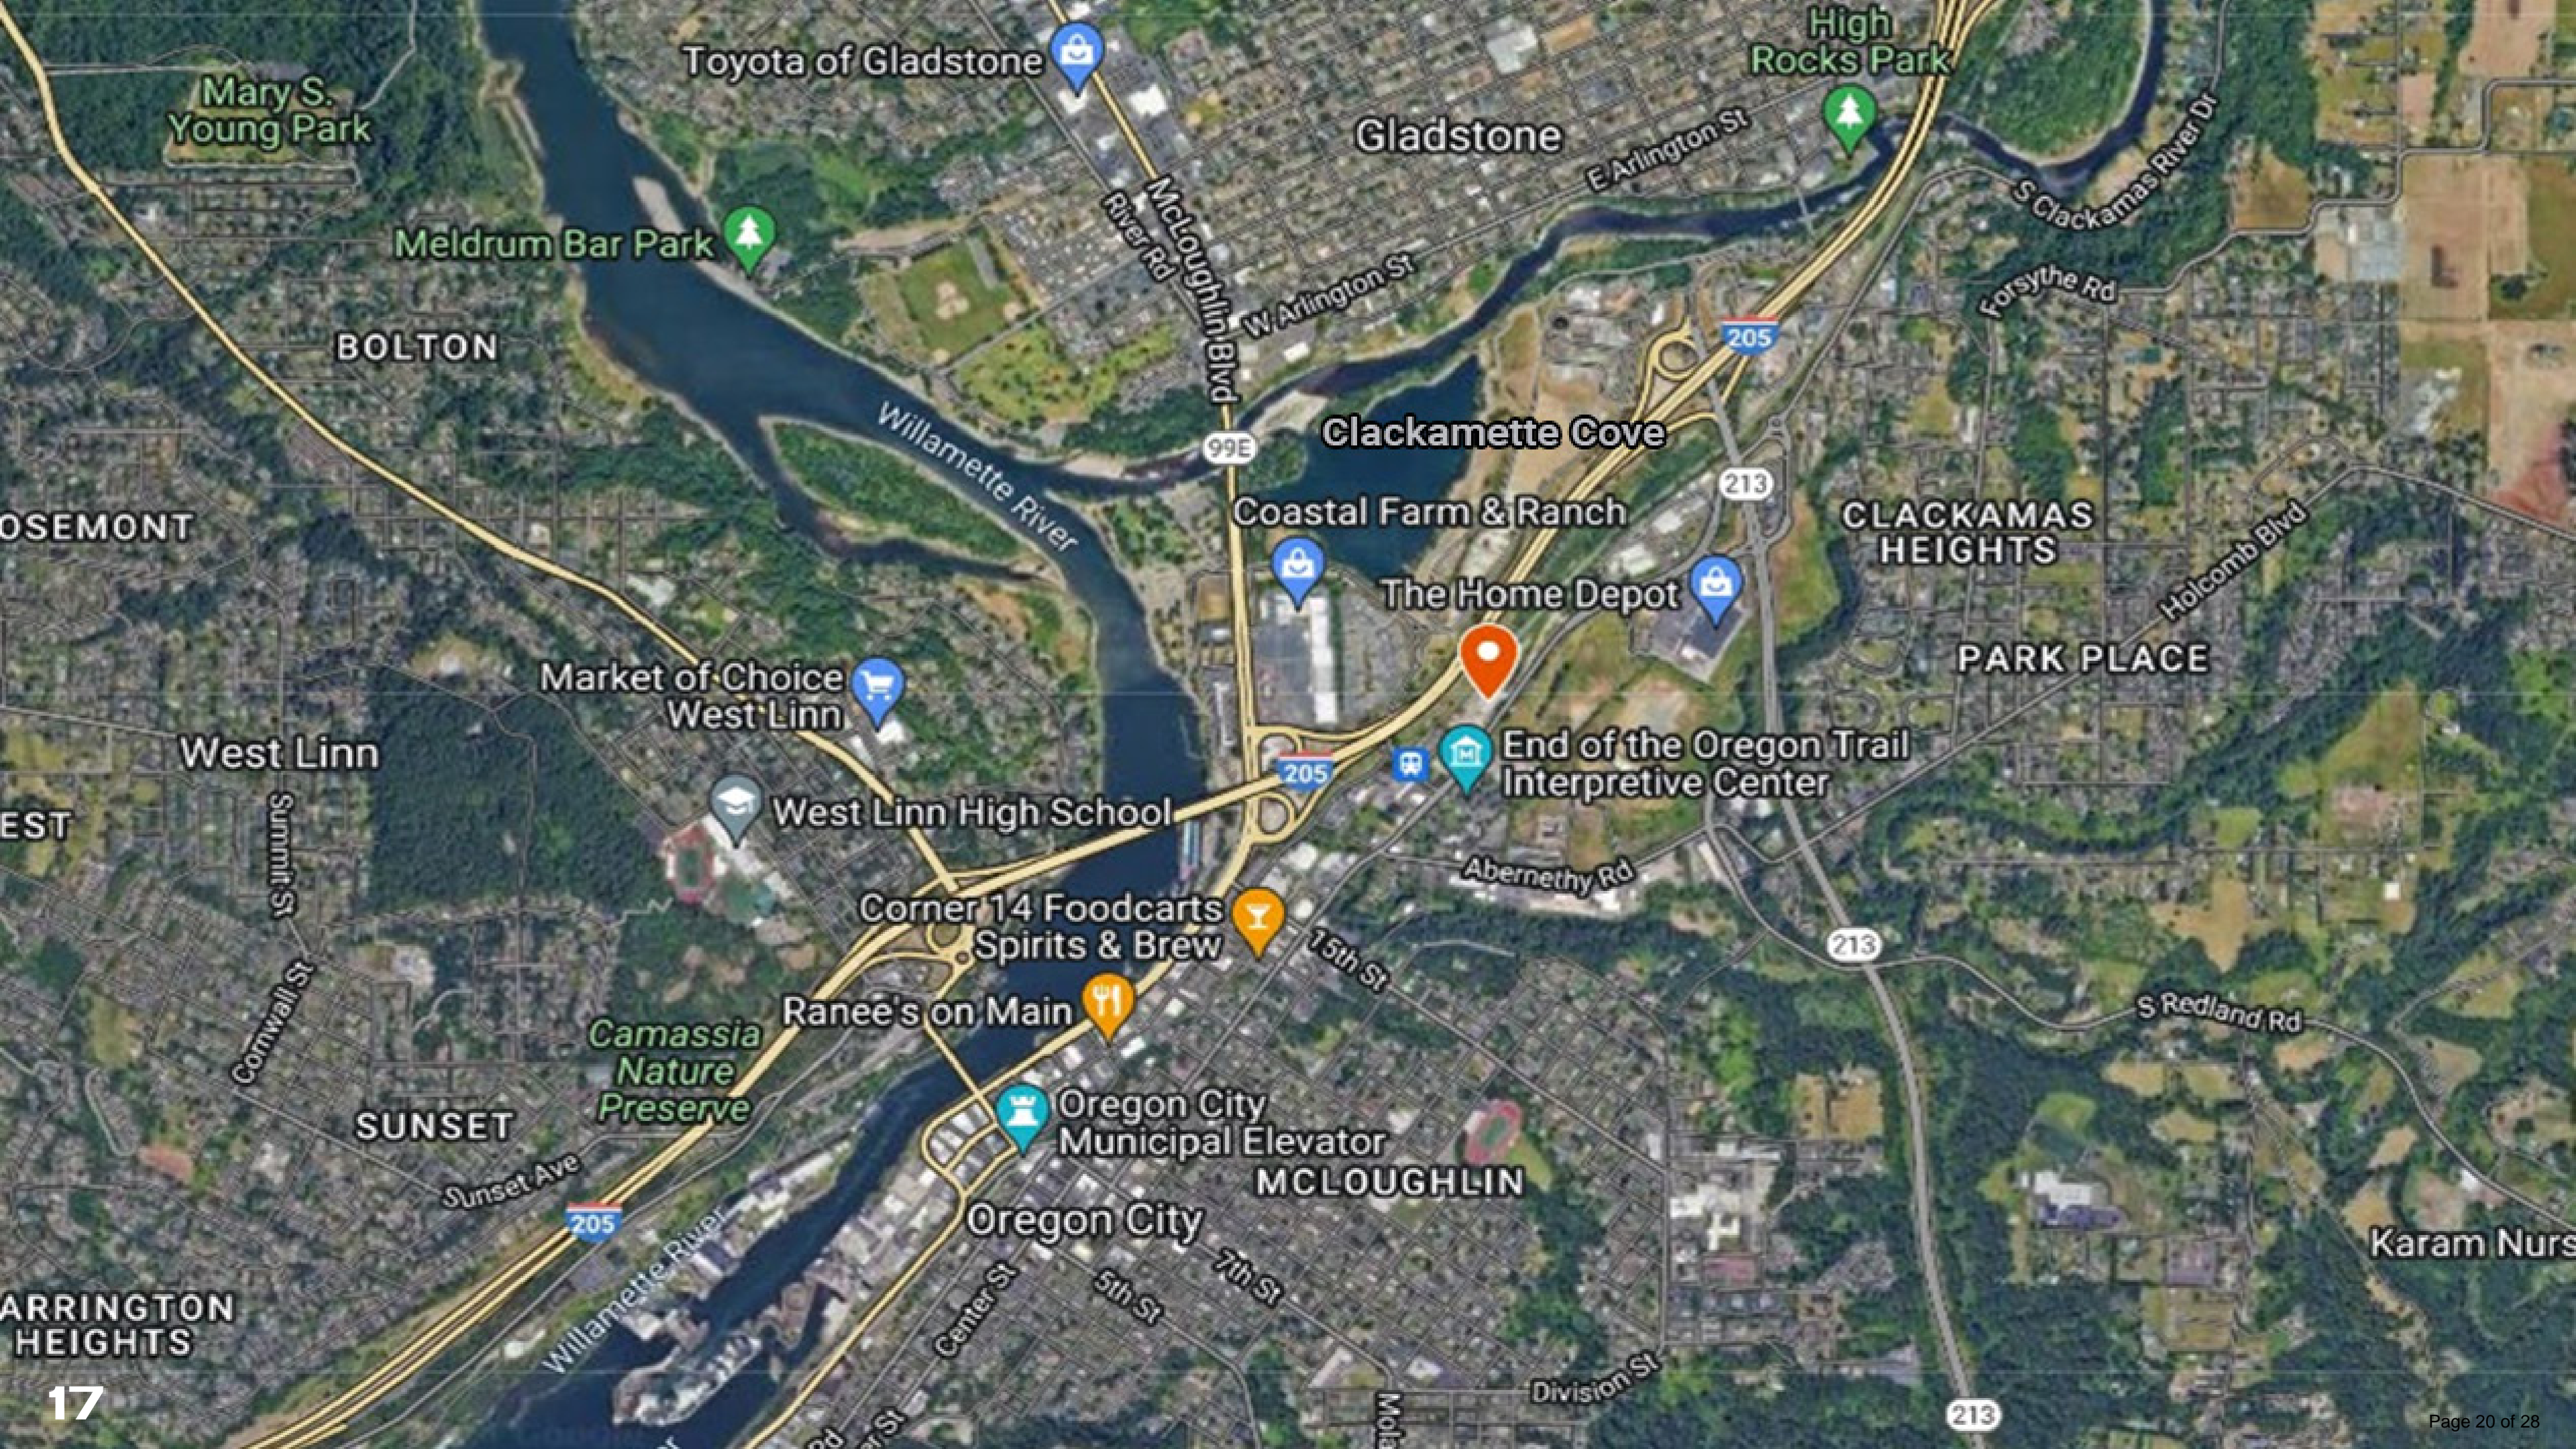 High
Rocks Park
Toyota of Gladstone
Mary S.
Young Park
Gladstone
E Arlington St
S Clackamas River Dr
McLoughlin Blvd
River Rd
Meldrum Bar Park
W Arlington St
Forsythe Rd
205
BOLTON
Willamette River
99E
Clackamette Cove
213
Coastal Farm & Ranch
CLACKAMAS
HEIGHTS
OSEMONT
Holcomb Blvd
The Home Depot
PARK PLACE
Market of Choice
West Linn
West Linn
End of the Oregon Trail
Interpretive Center
205
EST
Summit St
West Linn High School
Abernethy Rd
Corner 14 Foodcarts
Spirits & Brew
15th St
213
Ranee's on Main
S Redland Rd
Cornwall St
Camassia
Nature
Preserve
SUNSET
Oregon City
Municipal Elevator
MCLOUGHLIN
Sunset Ave
205
Oregon City
Willamette River
Karam Nurs
7th St
5th St
Center St
ARRINGTON
HEIGHTS
Division St
17
Mola
213
Page 20 of 28
Rd
er St